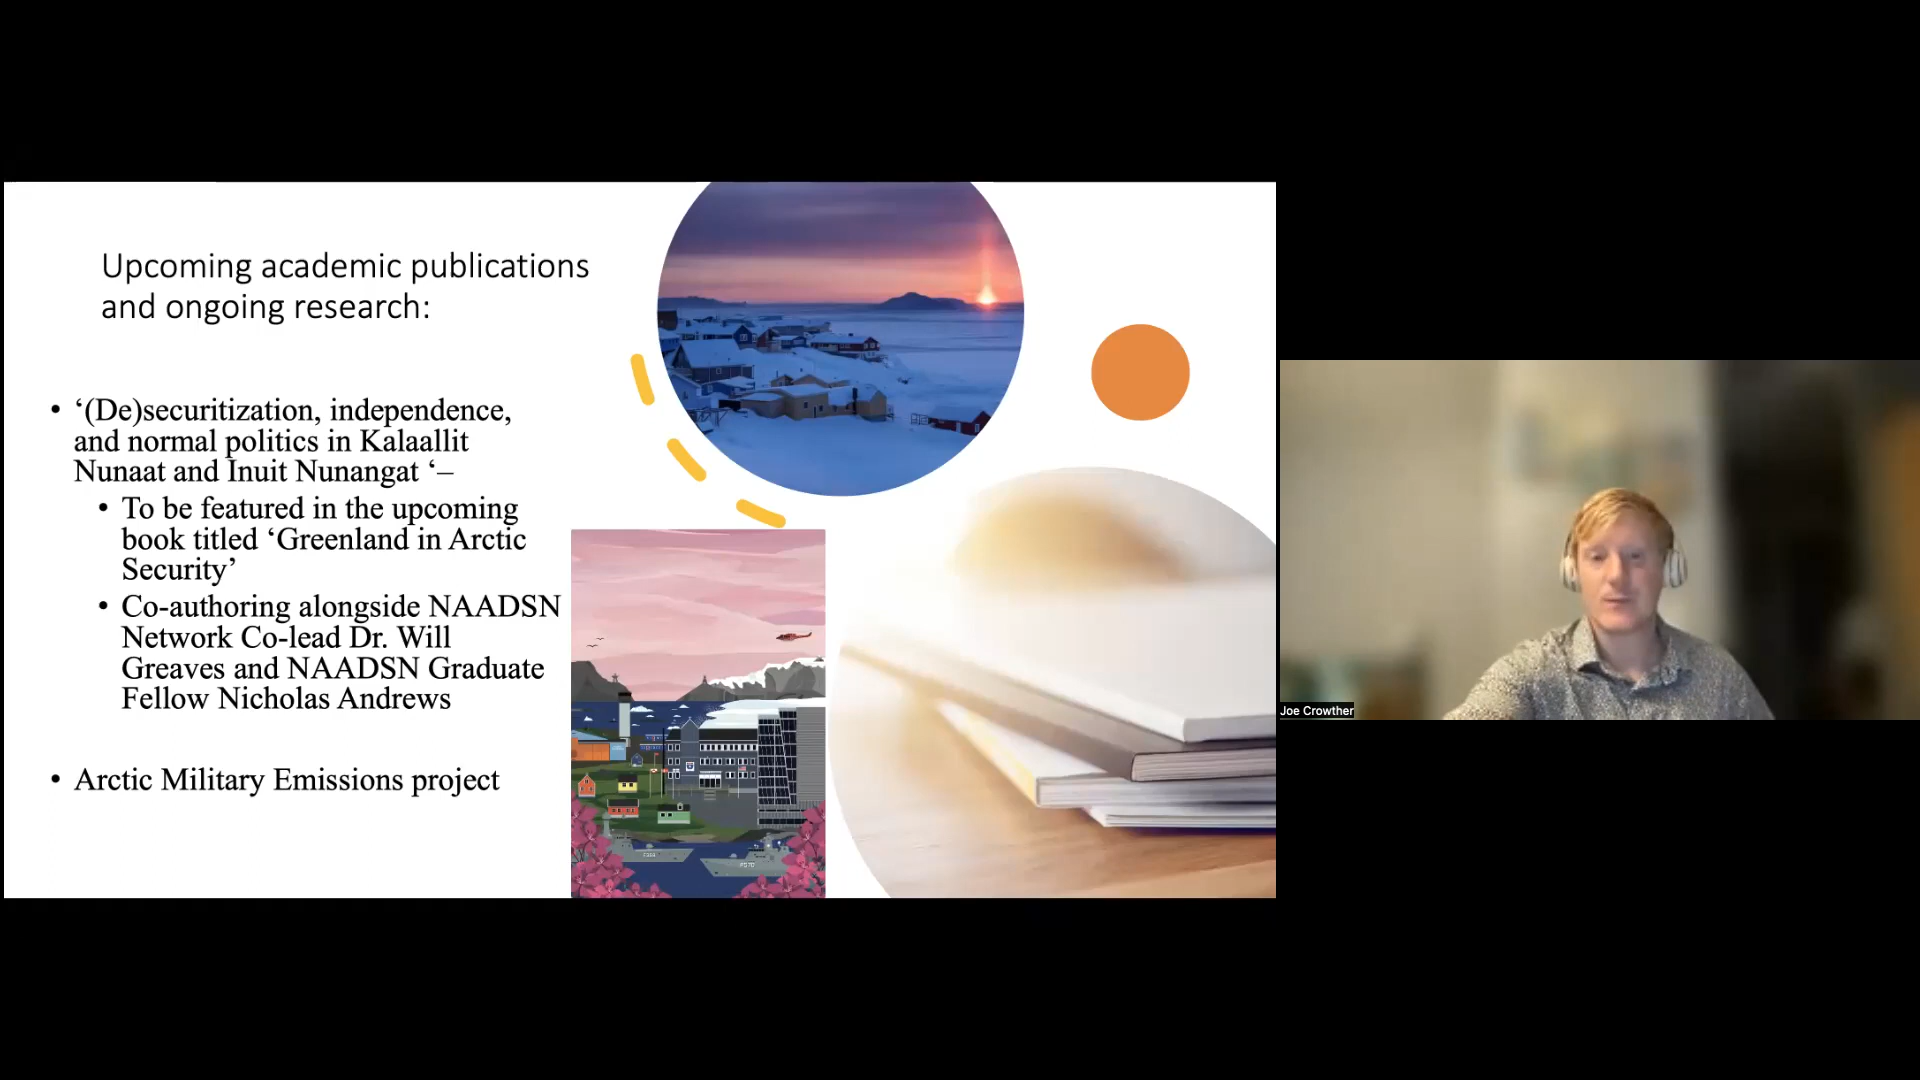 Upcoming academic publications
and ongoing research:
• ‘(De)securitization, independence,
and normal politics in Kalaallit
Nunaat and Inuit Nunangat ‘–
• To be featured in the upcoming
book titled ‘Greenland in Arctic
Security’
• Co-authoring alongside NAADSN
Network Co-lead Dr. Will
Greaves and NAADSN Graduate
Fellow Nicholas Andrews
• Arctic Military Emissions project
F570
Joe Crowther